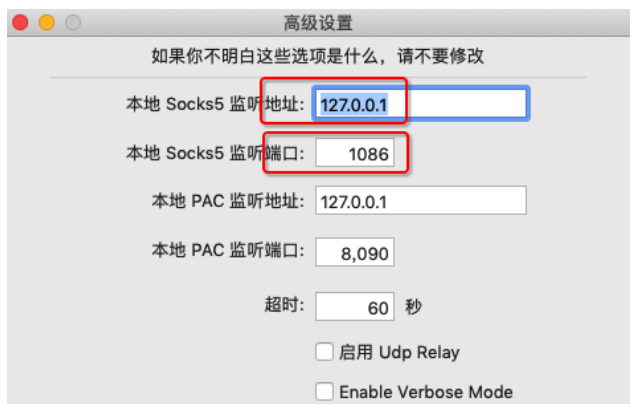 高级设置
如果你不明白这些选项是什么，请不要修改
本地 Socks5 监听地址: 127.0.0.1
本地 Socks5 监听端口: 1086
本地 PAC 监听地址: 127.0.0.1
本地 PAC 监听端口: 8,090
超时: 60 秒
启用 Udp Relay
Enable Verbose Mode